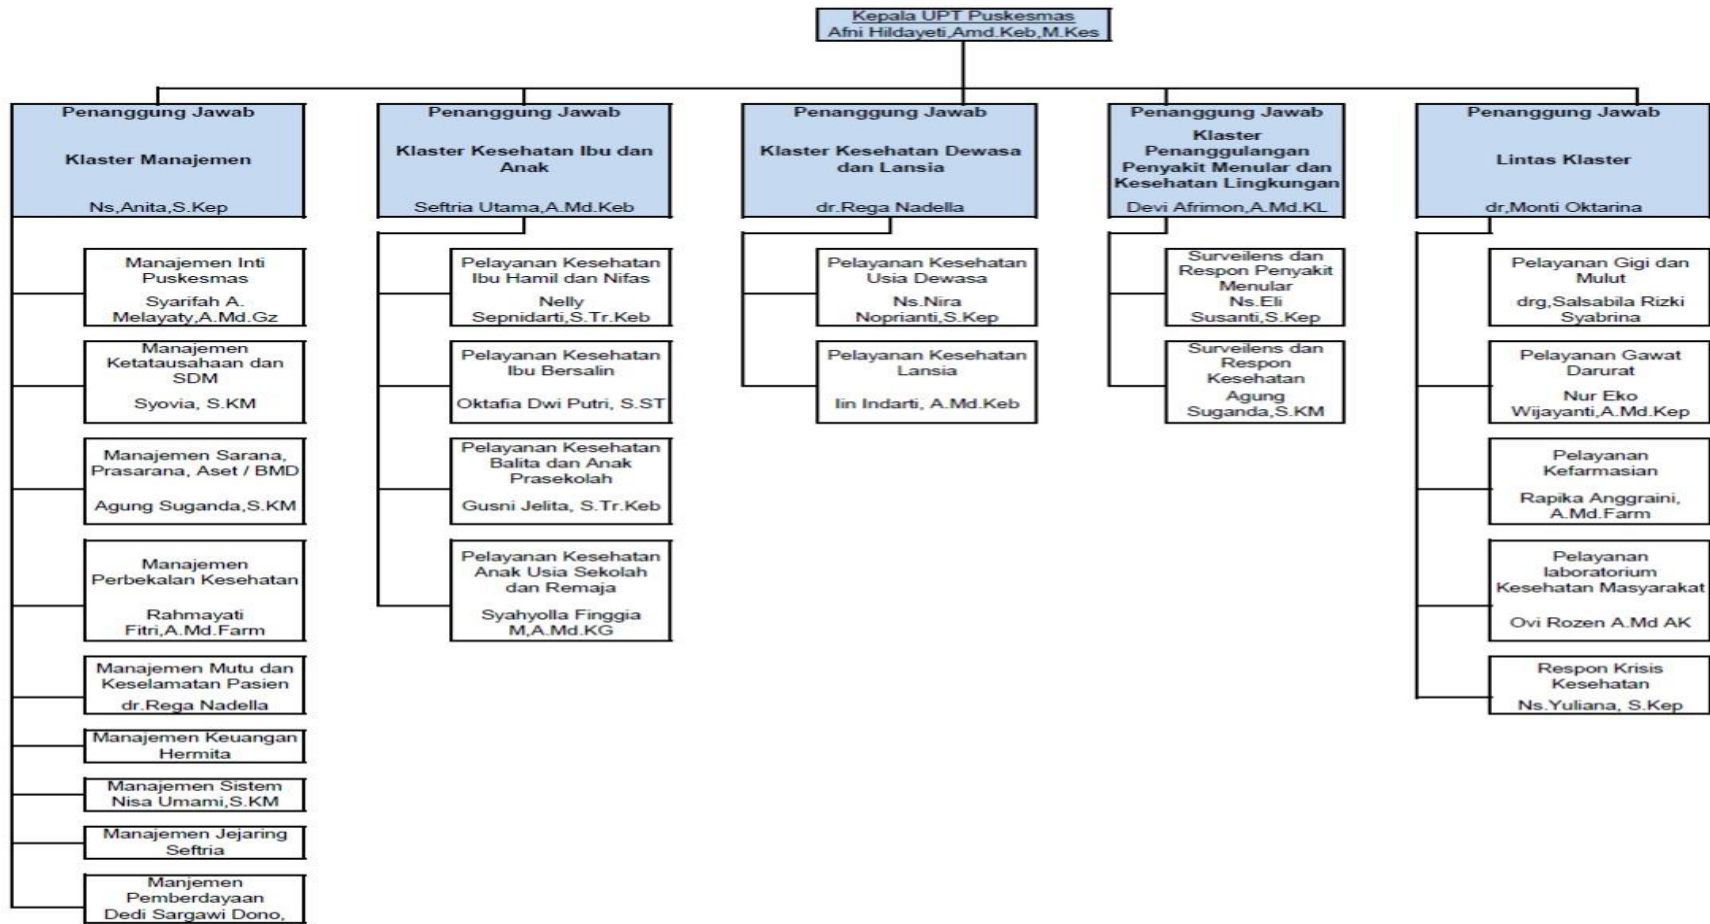 Kepala UPT Puskesmas
Afni Hildayeti,Amd.Keb,M.Kes
Penanggung Jawab
Klaster Manajemen
Ns,Anita,S.Kep
Manajemen Inti
Puskesmas
Syarifah A.
Melayaty,A.Md.Gz
Manajemen
Ketatausahaan dan
SDM
Syovia, S.KM
Manajemen Sarana,
Prasarana, Aset / BMD
Agung Suganda,S.KM
Manajemen
Perbekalan Kesehatan
Rahmayati
Fitri,A.Md.Farm
Manajemen Mutu dan
Keselamatan Pasien
dr.Rega Nadella
Manajemen Keuangan
Hermita
Manajemen Sistem
Nisa Umami,S.KM
Manajemen Jejaring
Seftria
Manjemen
Pemberdayaan
Dedi Sargawi Dono,
Penanggung Jawab
Klaster Kesehatan Ibu dan
Anak
Seftria Utama,A.Md.Keb
Pelayanan Kesehatan
Ibu Hamil dan Nifas
Nelly
Sepnidarti,S.Tr.Keb
Pelayanan Kesehatan
Ibu Bersalin
Oktafia Dwi Putri, S.ST
Pelayanan Kesehatan
Balita dan Anak
Prasekolah
Gusni Jelita, S.Tr.Keb
Pelayanan Kesehatan
Anak Usia Sekolah
dan Remaja
Syahyolla Finggia
M,A.Md.KG
Penanggung Jawab
Klaster Kesehatan Dewasa
dan Lansia
dr.Rega Nadella
Pelayanan Kesehatan
Usia Dewasa
Ns.Nira
Noprianti,S.Kep
Pelayanan Kesehatan
Lansia
Iin Indarti, A.Md.Keb
Penanggung Jawab
Klaster
Penanggulangan
Penyakit Menular dan
Kesehatan Lingkungan
Devi Afrimon,A.Md.KL
Surveilens dan
Respon Penyakit
Menular
Ns.Eli
Susanti,S.Kep
Surveilens dan
Respon
Kesehatan
Agung
Suganda,S.KM
Penanggung Jawab
Lintas Klaster
dr,Monti Oktarina
Pelayanan Gigi dan
Mulut
drg,Salsabila Rizki
Syabrina
Pelayanan Gawat
Darurat
Nur Eko
Wijayanti,A.Md.Kep
Pelayanan
Kefarmasian
Rapika Anggraini,
A.Md.Farm
Pelayanan
laboratorium
Kesehatan Masyarakat
Ovi Rozen A.Md AK
Respon Krisis
Kesehatan
Ns.Yuliana, S.Kep